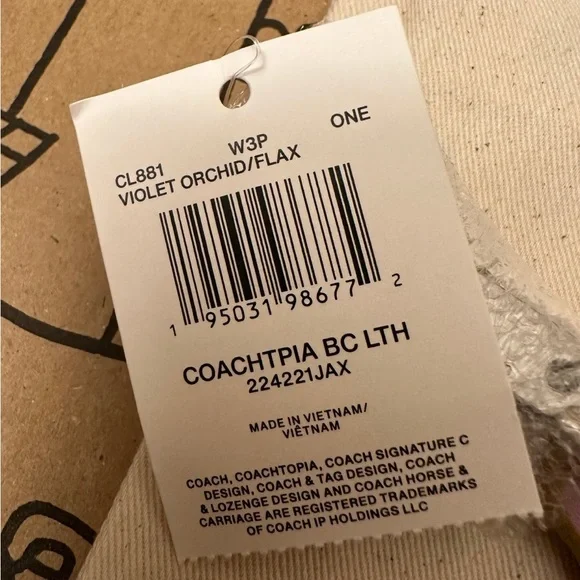 W3P ONE
CL881
VIOLET ORCHID/FLAX
1 95031 98677 2
COACHTPIA BC LTH
224221JAX
MADE IN VIETNAM/
VIÊTNAM
COACH, COACHTOPIA, COACH SIGNATURE C
DESIGN, COACH & TAG DESIGN, COACH
& LOZENGE DESIGN AND COACH HORSE &
CARRIAGE ARE REGISTERED TRADEMARKS
OF COACH IP HOLDINGS LLC